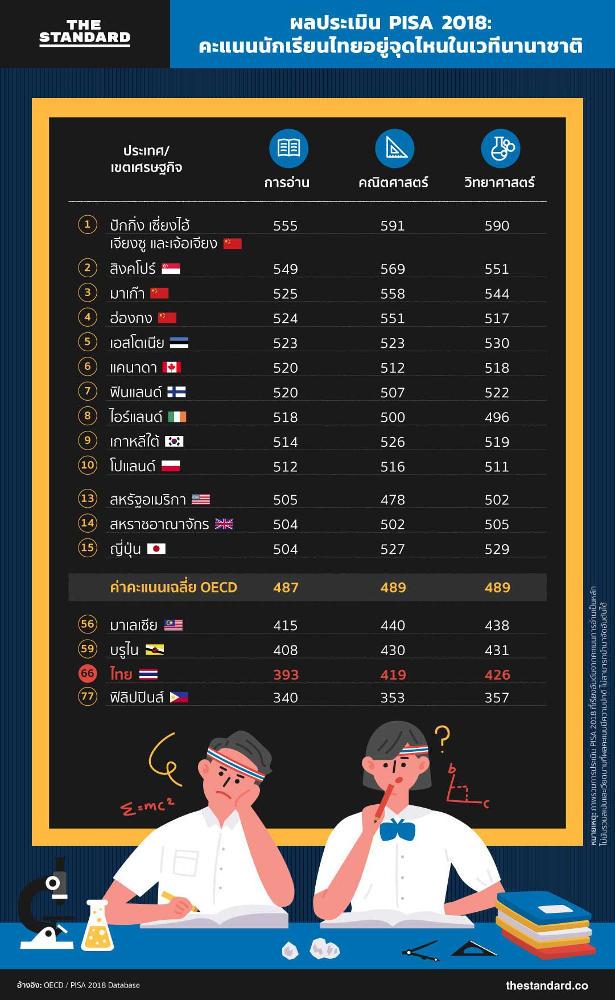 THE
STANDARD
ผลประเมิน PISA 2018:
คะแนนนักเรียนไทยอยู่จุดไหนในเวทีนานาชาติ
ประเทศ/
เขตเศรษฐกิจ
การอ่าน คณิตศาสตร์ วิทยาศาสตร์
1 ปักกิ่ง เซี่ยงไฮ้ 555 591 590
เจียงซู และเจ้อเจียง
2 สิงคโปร์ 549 569 551
3 มาเก๊า 525 558 544
4 ฮ่องกง 524 551 517
5 เอสโตเนีย 523 523 530
6 แคนาดา 520 512 518
7 ฟินแลนด์ 520 507 522
8 ไอร์แลนด์ 518 500 496
9 เกาหลีใต้ 514 526 519
10 โปแลนด์ 512 516 511
13 สหรัฐอเมริกา 505 478 502
14 สหราชอาณาจักร 504 502 505
15 ญี่ปุ่น 504 527 529
ค่าคะแนนเฉลี่ย OECD 487 489 489
56 มาเลเซีย 415 440 438
59 บรูไน 408 430 431
66 ไทย 393 419 426
77 ฟิลิปปินส์ 340 353 357
หมายเหตุ: ภาพรวมการประเมิน PISA 2018 ที่เรียงอันดับจากคะแนนการอ่านเป็นหลัก
ไม่นับรวมสเปนและเวียดนามที่ผลคะแนนมีความปกติ ไม่สามารถนำมาจัดอันดับได้
?
Σ=mc²
b
c
อ้างอิง: OECD / PISA 2018 Database
thestandard.co